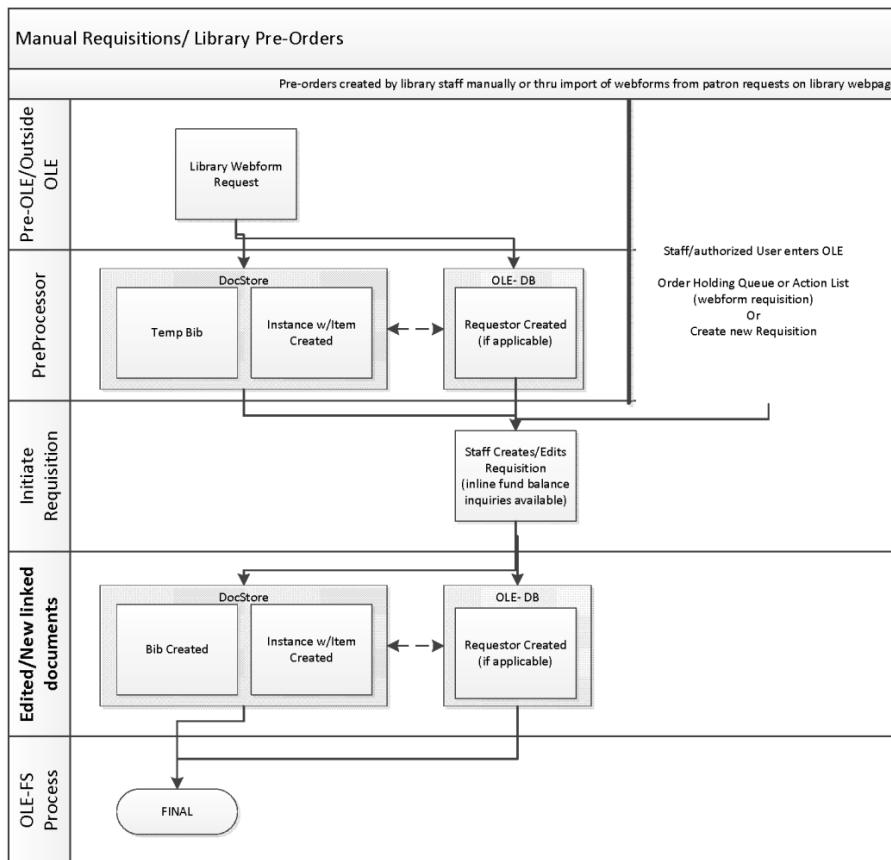 Manual Requisitions/ Library Pre-Orders
Pre-orders created by library staff manually or thru import of webforms from patron requests on library webpage
Pre-OLE/Outside
OLE
Library Webform
Request
Staff/authorized User enters OLE
Order Holding Queue or Action List
(webform requisition)
Or
Create new Requisition
PreProcessor
DocStore
Temp Bib
Instance w/Item
Created
OLE- DB
Requestor Created
(if applicable)
Initiate
Requisition
Staff Creates/Edits
Requisition
(inline fund balance
inquiries available)
Edited/New linked
documents
DocStore
Bib Created
Instance w/Item
Created
OLE- DB
Requestor Created
(if applicable)
OLE-FS
Process
FINAL